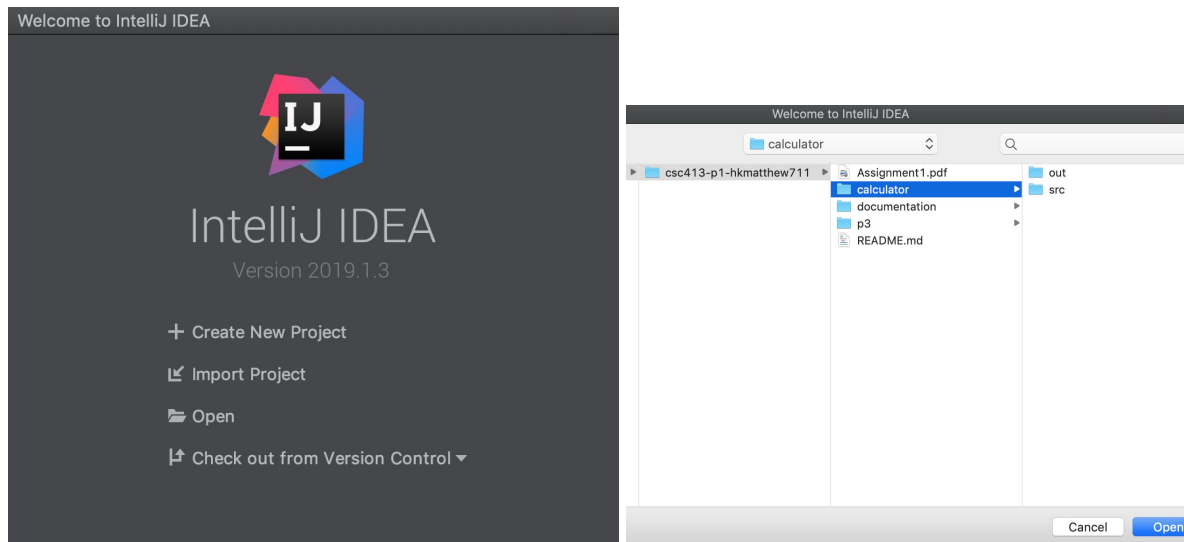 Welcome to IntelliJ IDEA
IJ
IntelliJ IDEA
Version 2019.1.3
Create New Project
Import Project
Open
Check out from Version Control
Welcome to IntelliJ IDEA
calculator
csc413-p1-hkmatthew711
Assignment1.pdf
calculator
documentation
p3
README.md
out
src
Cancel
Open